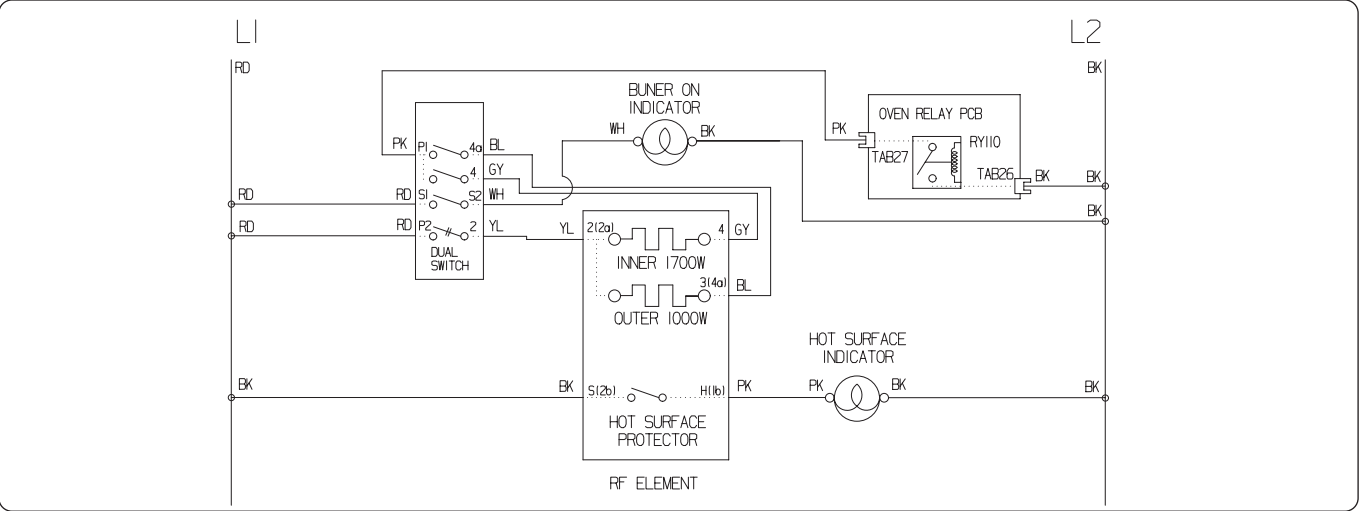 L1 L2
RD BK
BUNER ON
INDICATOR
OVEN RELAY PCB
WH BK PK
RY110
PK P1 4a BL
TAB27
4 GY
TAB26 BK BK
RD RD S1 S2 WH
BK
RD RD P2 2 YL YL 2(2a) 4 GY
DUAL
SWITCH
INNER 1700W
3(4a) BL
OUTER 1000W
HOT SURFACE
INDICATOR
BK BK S(2b) H(1b) PK PK BK BK
HOT SURFACE
PROTECTOR
RF ELEMENT